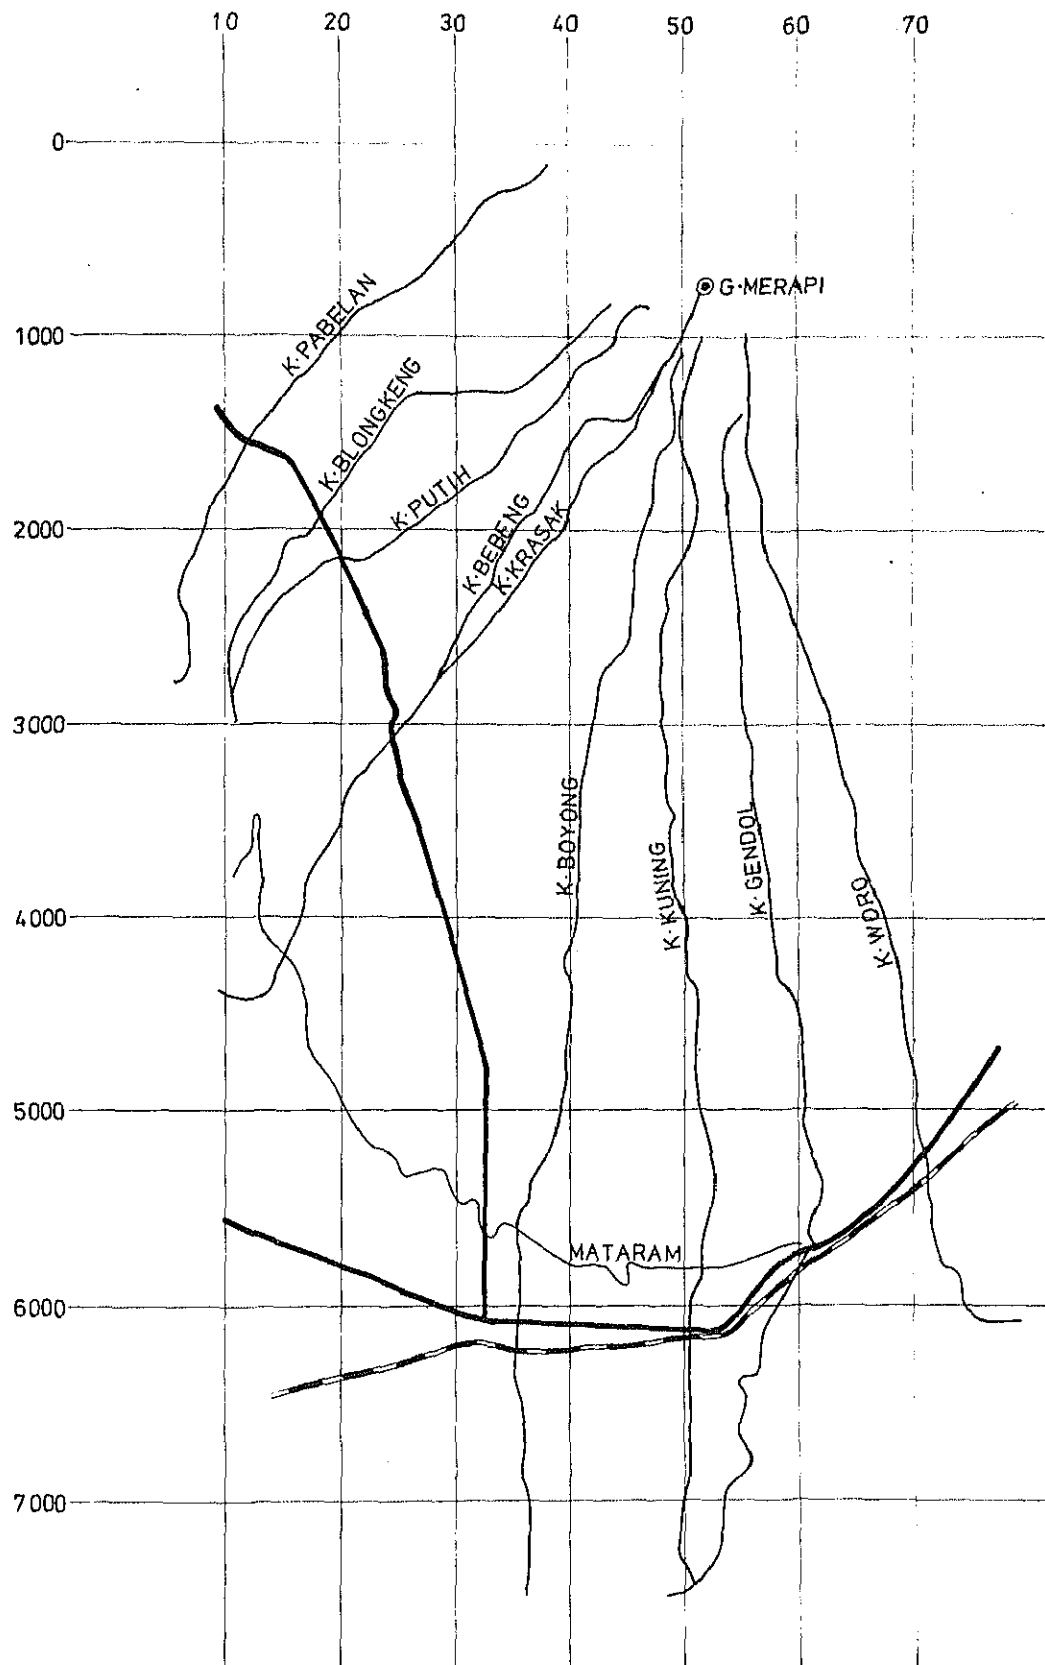 10 20 30 40 50 60 70
0
G·MERAPI
K·PABELAN
1000
K·BLONGKENG
K·PUTIH
K·BEBENG
K·KRASAK
2000
3000
K·BOYONG
K·KUNING
K·GENDOL
K·WORO
4000
5000
MATARAM
6000
7000